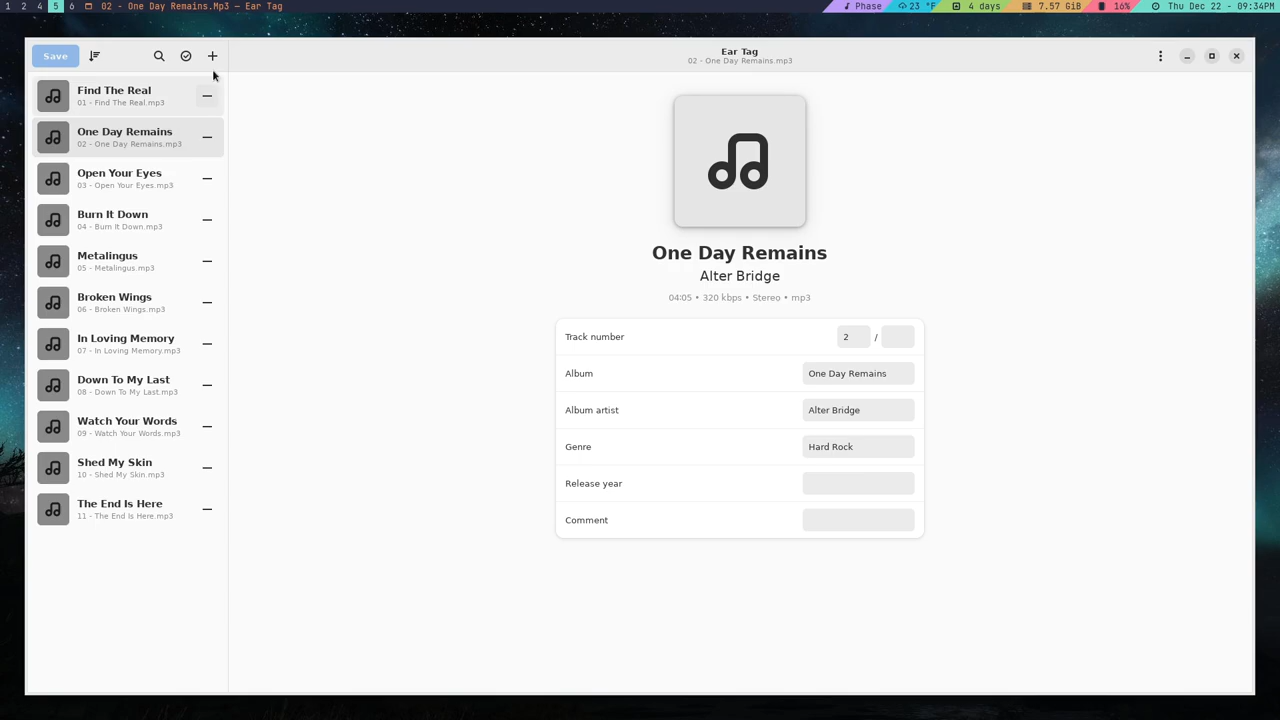 1 2 4 5 6 02 - One Day Remains.Mp3 — Ear Tag
Phase 23 °F 4 days 7.57 GiB 16% Thu Dec 22 - 09:34PM
Save
Ear Tag
02 - One Day Remains.mp3
Find The Real
01 - Find The Real.mp3
One Day Remains
02 - One Day Remains.mp3
Open Your Eyes
03 - Open Your Eyes.mp3
Burn It Down
04 - Burn It Down.mp3
Metalingus
05 - Metalingus.mp3
Broken Wings
06 - Broken Wings.mp3
In Loving Memory
07 - In Loving Memory.mp3
Down To My Last
08 - Down To My Last.mp3
Watch Your Words
09 - Watch Your Words.mp3
Shed My Skin
10 - Shed My Skin.mp3
The End Is Here
11 - The End Is Here.mp3
One Day Remains
Alter Bridge
04:05 • 320 kbps • Stereo • mp3
Track number 2 /
Album One Day Remains
Album artist Alter Bridge
Genre Hard Rock
Release year
Comment